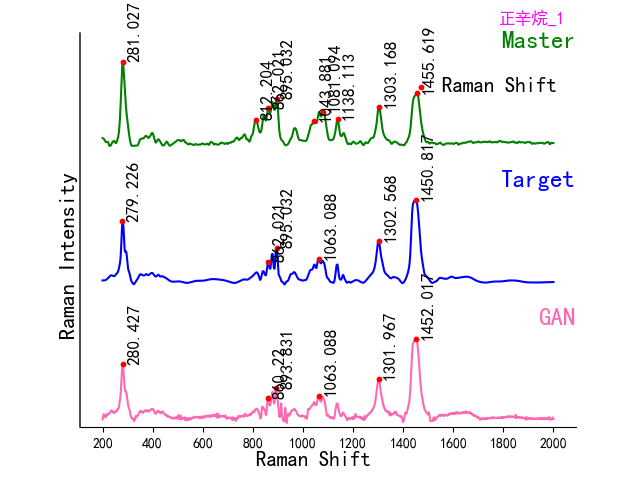 正辛烷_1
Master
281.027
812.204
862.021
895.032
1043.881
1081.094
1138.113
1303.168
1455.619
Raman Shift
Target
279.226
862.021
895.032
1063.088
1302.568
1450.817
GAN
280.427
860.22
893.831
1063.088
1301.967
1452.017
Raman Intensity
200 400 600 800 1000 1200 1400 1600 1800 2000
Raman Shift